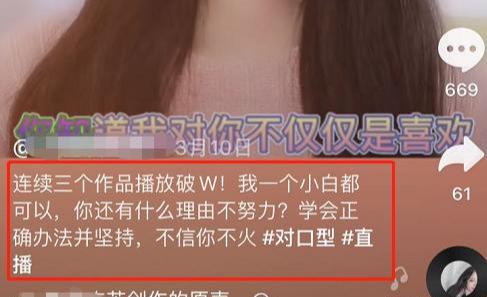 669
你知道我对你不仅仅是喜欢
@
3月10日
61
连续三个作品播放破W！我一个小白都
可以，你还有什么理由不努力？学会正
确办法并坚持，不信你不火 #对口型 #直
播
创作的原声